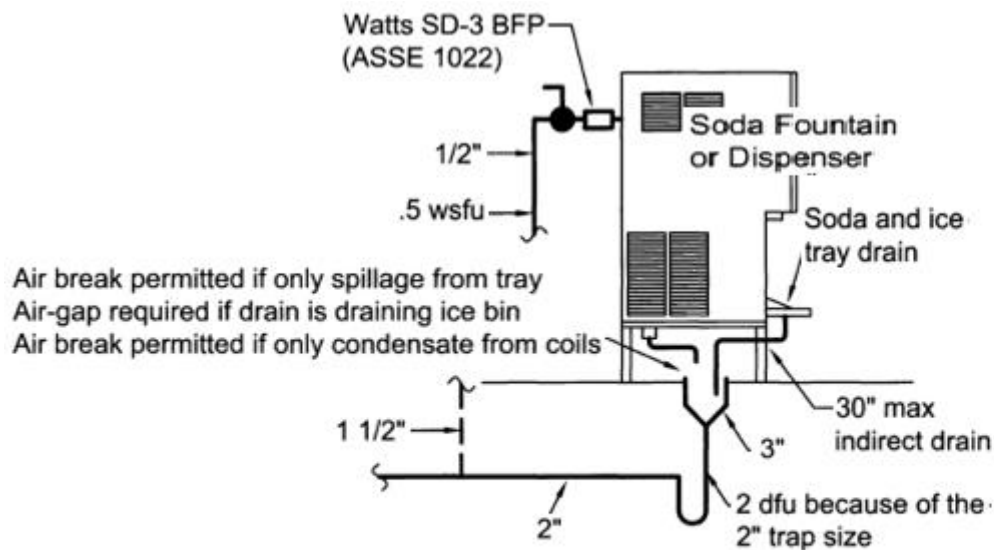 Watts SD-3 BFP
(ASSE 1022)
Soda Fountain
or Dispenser
1/2"
.5 wsfu
Soda and ice
tray drain
Air break permitted if only spillage from tray
Air-gap required if drain is draining ice bin
Air break permitted if only condensate from coils
30" max
indirect drain
1 1/2"
3"
2"
2 dfu because of the
2" trap size